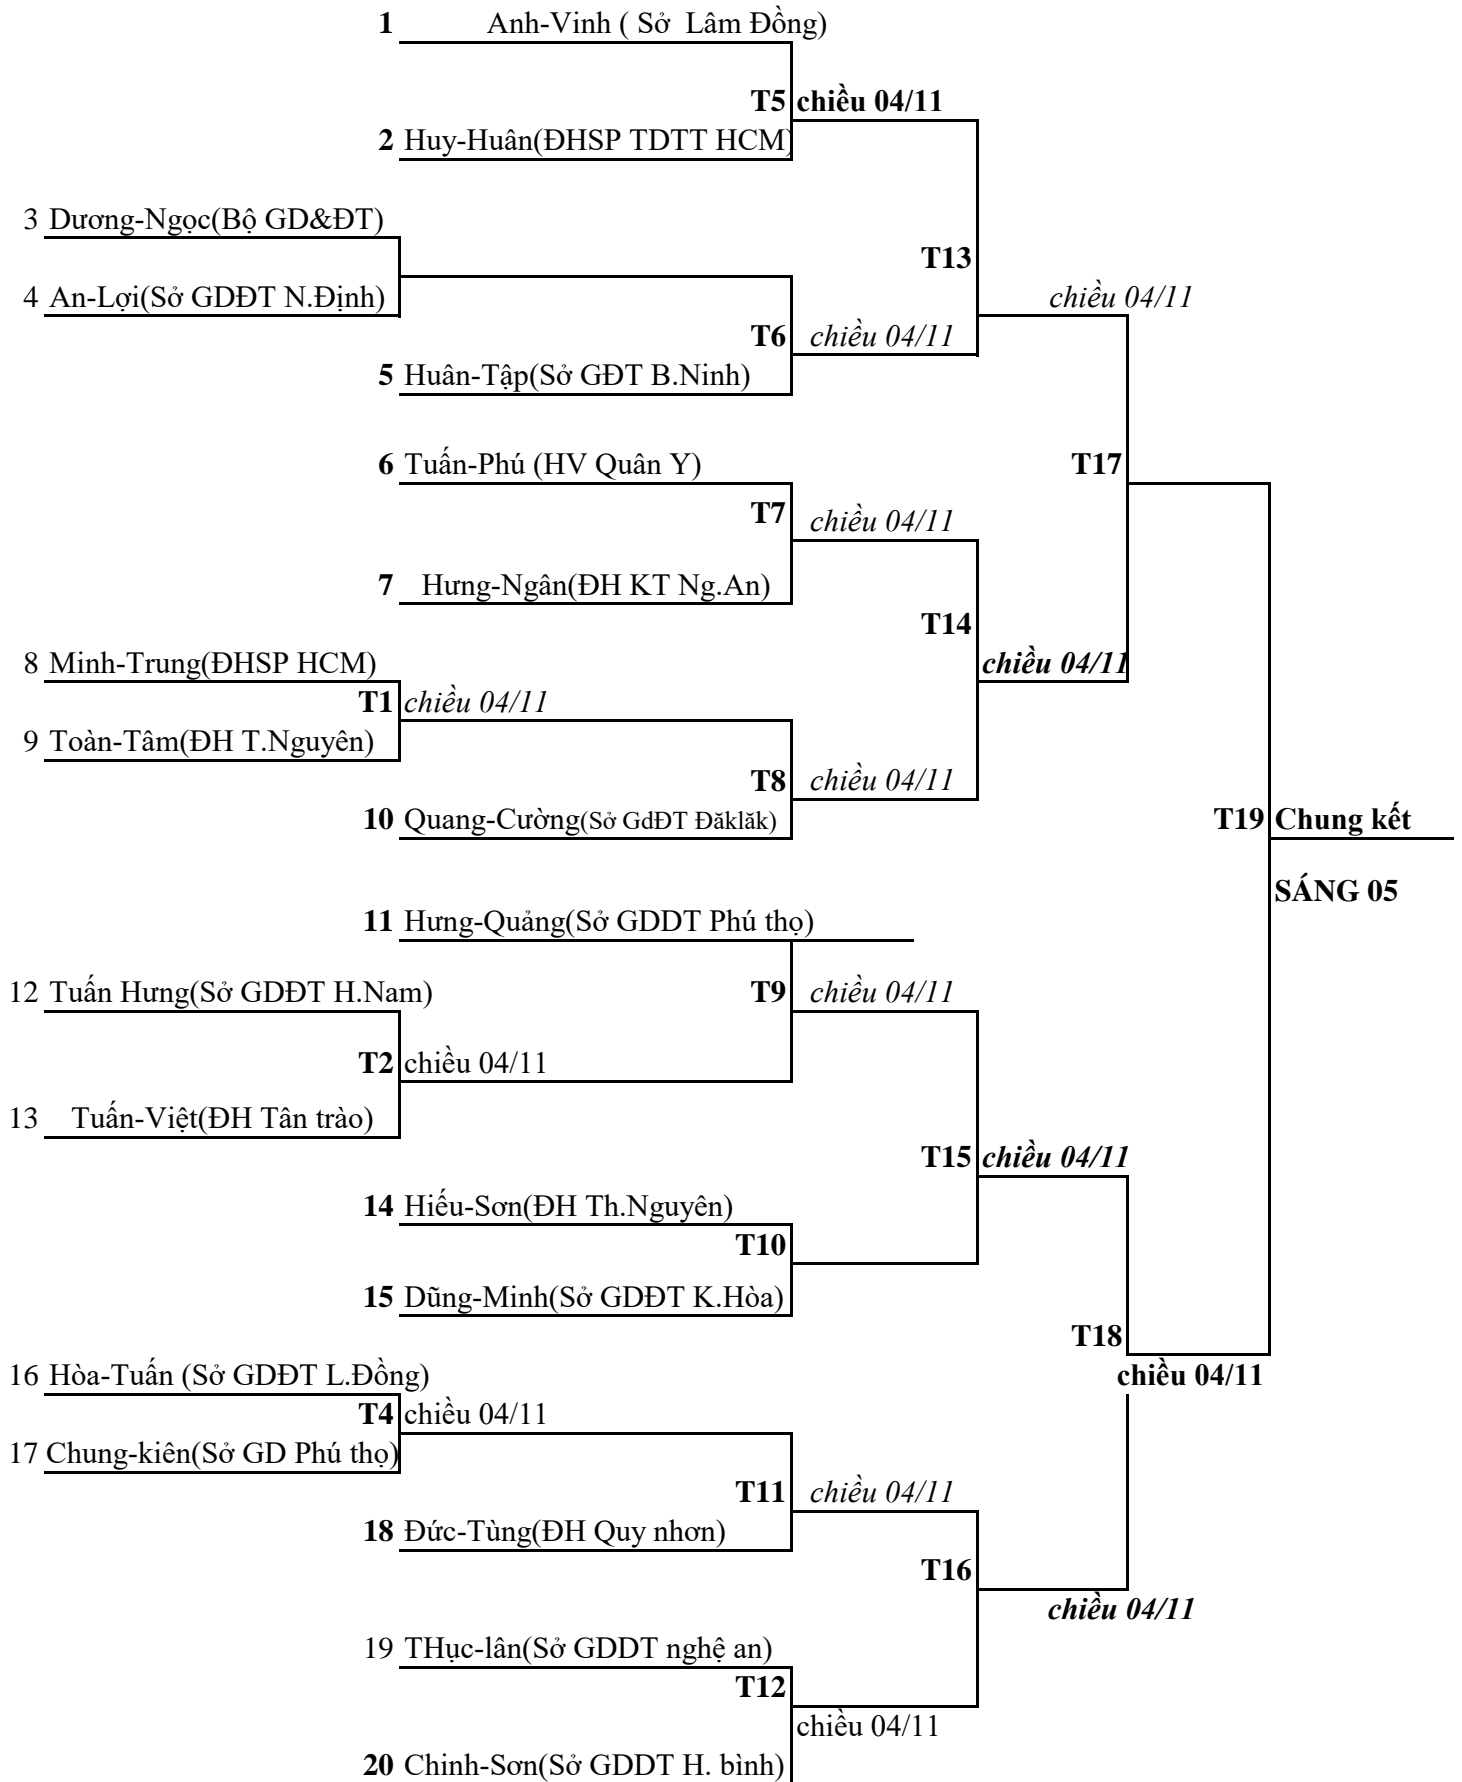 1 Anh-Vinh ( Sở Lâm Đồng)
T5 chiều 04/11
2 Huy-Huân(ĐHSP TDTT HCM)
3 Dương-Ngọc(Bộ GD&ĐT)
T13
4 An-Lợi(Sở GDĐT N.Định)
chiều 04/11
T6 chiều 04/11
5 Huân-Tập(Sở GĐT B.Ninh)
6 Tuấn-Phú (HV Quân Y)
T17
T7 chiều 04/11
7 Hưng-Ngân(ĐH KT Ng.An)
T14
8 Minh-Trung(ĐHSP HCM)
chiều 04/11
T1 chiều 04/11
9 Toàn-Tâm(ĐH T.Nguyên)
T8 chiều 04/11
10 Quang-Cường(Sở GdĐT Đăklăk)
T19 Chung kết
SÁNG 05
11 Hưng-Quảng(Sở GDDT Phú thọ)
12 Tuấn Hưng(Sở GDĐT H.Nam)
T9 chiều 04/11
T2 chiều 04/11
13 Tuấn-Việt(ĐH Tân trào)
T15 chiều 04/11
14 Hiếu-Sơn(ĐH Th.Nguyên)
T10
15 Dũng-Minh(Sở GDĐT K.Hòa)
T18
16 Hòa-Tuấn (Sở GDĐT L.Đồng)
chiều 04/11
T4 chiều 04/11
17 Chung-kiên(Sở GD Phú thọ)
T11 chiều 04/11
18 Đức-Tùng(ĐH Quy nhơn)
T16
chiều 04/11
19 THục-lân(Sở GDDT nghệ an)
T12
chiều 04/11
20 Chinh-Sơn(Sở GDDT H. bình)